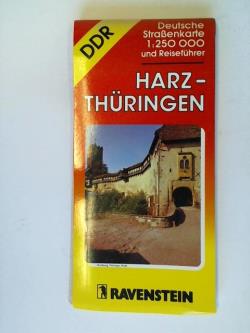 DDR
Deutsche
Straßenkarte
1:250 000
und Reiseführer
HARZ-
THÜRINGEN
RAVENSTEIN